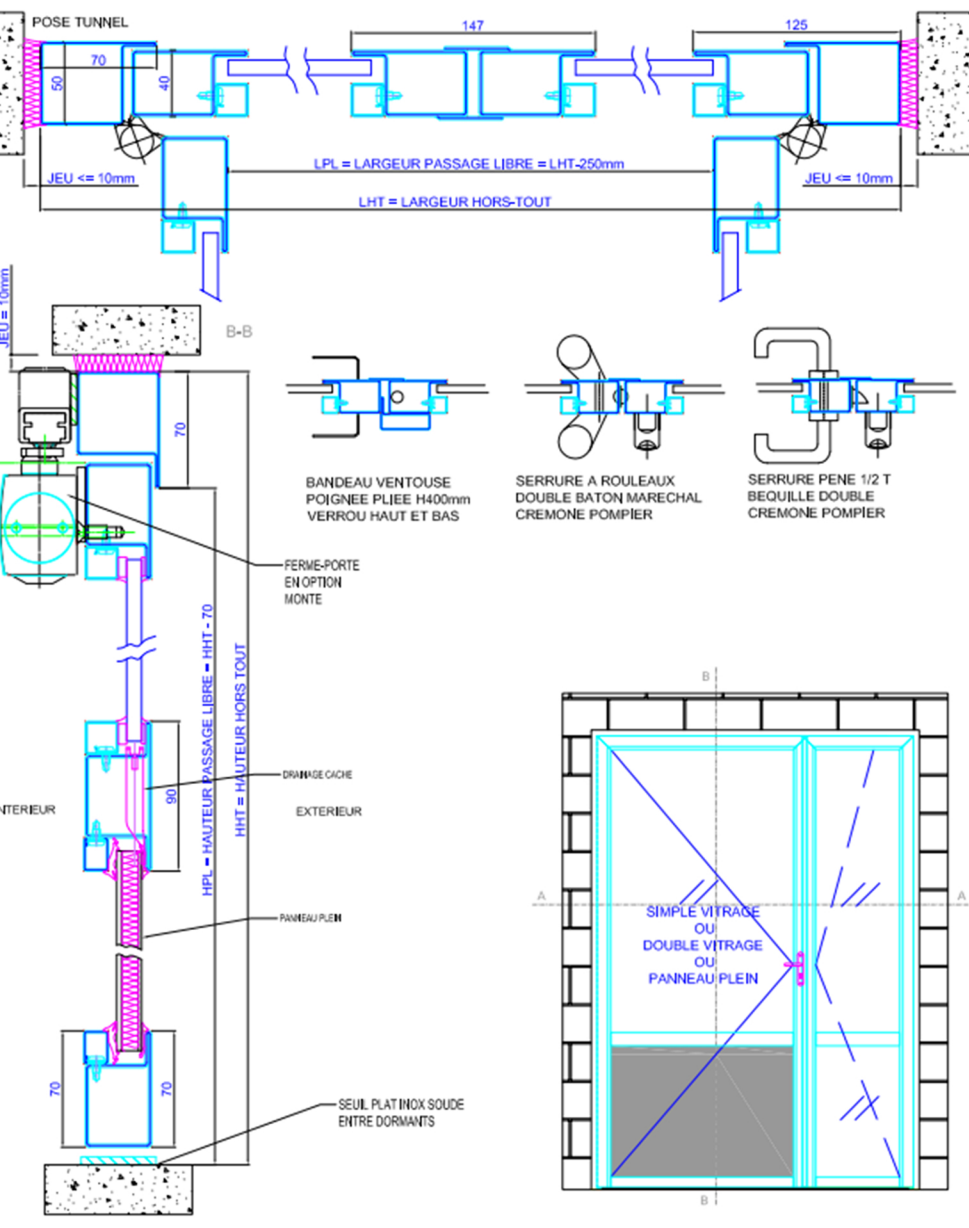 POSE TUNNEL
147
125
70
50
40
LPL = LARGEUR PASSAGE LIBRE = LHT-250mm
JEU <= 10mm
JEU <= 10mm
LHT = LARGEUR HORS-TOUT
JEU = 10mm
B-B
70
BANDEAU VENTOUSE
POIGNEE PLIEE H400mm
VERROU HAUT ET BAS
SERRURE A ROULEAUX
DOUBLE BATON MARECHAL
CREMONE POMPIER
SERRURE PENE 1/2 T
BEQUILLE DOUBLE
CREMONE POMPIER
FERME-PORTE
EN OPTION
MONTE
HPL = HAUTEUR PASSAGE LIBRE = HHT - 70
HHT = HAUTEUR HORS TOUT
DRAINAGE CACHE
90
NTERIEUR
EXTERIEUR
PANNEAU PLEIN
70
70
SEUIL PLAT INOX SOUDE
ENTRE DORMANTS
B
A
A
SIMPLE VITRAGE
OU
DOUBLE VITRAGE
OU
PANNEAU PLEIN
B